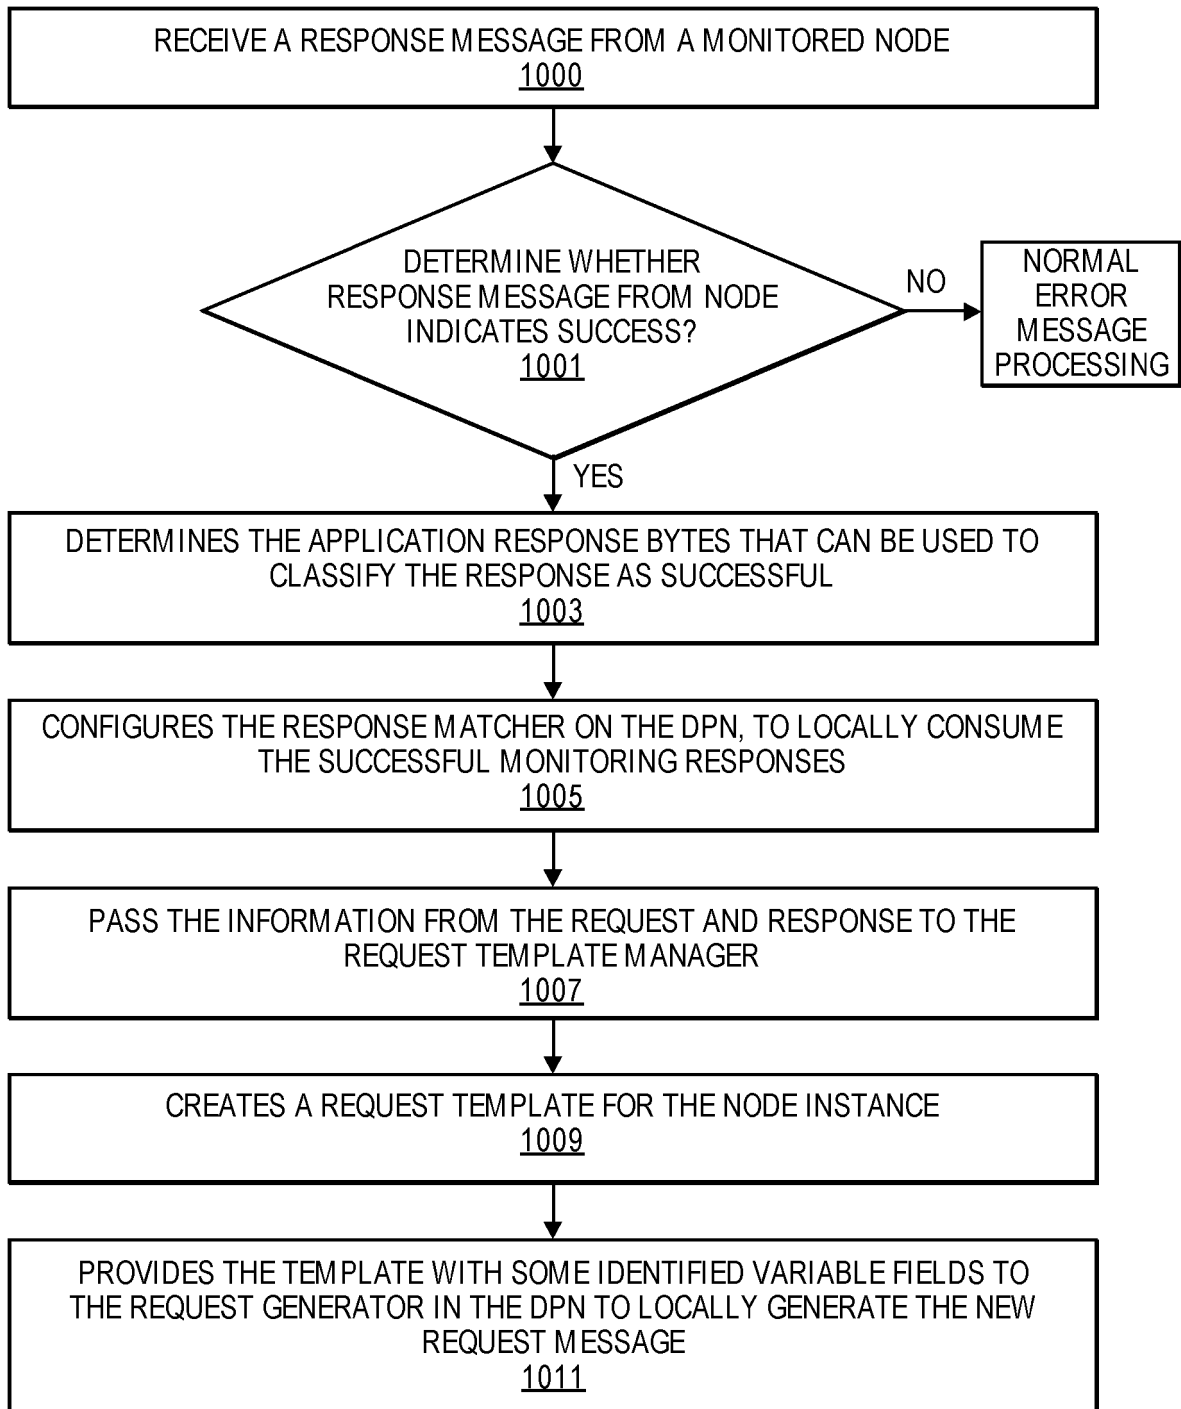 RECEIVE A RESPONSE MESSAGE FROM A MONITORED NODE
1000
DETERMINE WHETHER
RESPONSE MESSAGE FROM NODE
INDICATES SUCCESS?
1001
NO
NORMAL
ERROR
MESSAGE
PROCESSING
YES
DETERMINES THE APPLICATION RESPONSE BYTES THAT CAN BE USED TO
CLASSIFY THE RESPONSE AS SUCCESSFUL
1003
CONFIGURES THE RESPONSE MATCHER ON THE DPN, TO LOCALLY CONSUME
THE SUCCESSFUL MONITORING RESPONSES
1005
PASS THE INFORMATION FROM THE REQUEST AND RESPONSE TO THE
REQUEST TEMPLATE MANAGER
1007
CREATES A REQUEST TEMPLATE FOR THE NODE INSTANCE
1009
PROVIDES THE TEMPLATE WITH SOME IDENTIFIED VARIABLE FIELDS TO
THE REQUEST GENERATOR IN THE DPN TO LOCALLY GENERATE THE NEW
REQUEST MESSAGE
1011